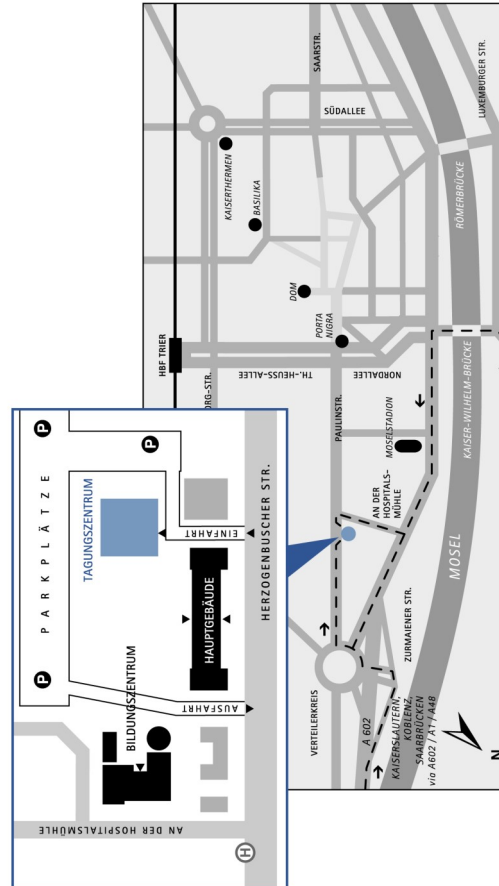 SAARSTR.
SÜDALLEE
LUXEMBURGER STR.
KAISERTHERMEN
BASILIKA
RÖMERBRÜCKE
DOM
PORTA
NIGRA
HBF TRIER
TH.-HEUSS-ALLEE
NORDALLEE
KAISER-WILHELM-BRÜCKE
ORG-STR.
PAULINSTR.
MOSELSTADION
AN DER
HOSPITALS-
MÜHLE
MOSEL
ZURMAIENER STR.
VERTEILERKREIS
A 602
KAISERSLAUTERN,
KOBLENZ,
SAARBRÜCKEN
via A602 / A1 / A48
N
P
P
PARKPLÄTZE
TAGUNGSZENTRUM
EINFAHRT
HERZOGENBUSCHER STR.
HAUPTGEBÄUDE
P
BILDUNGSZENTRUM
AUSFAHRT
AN DER HOSPITALSMÜHLE
H